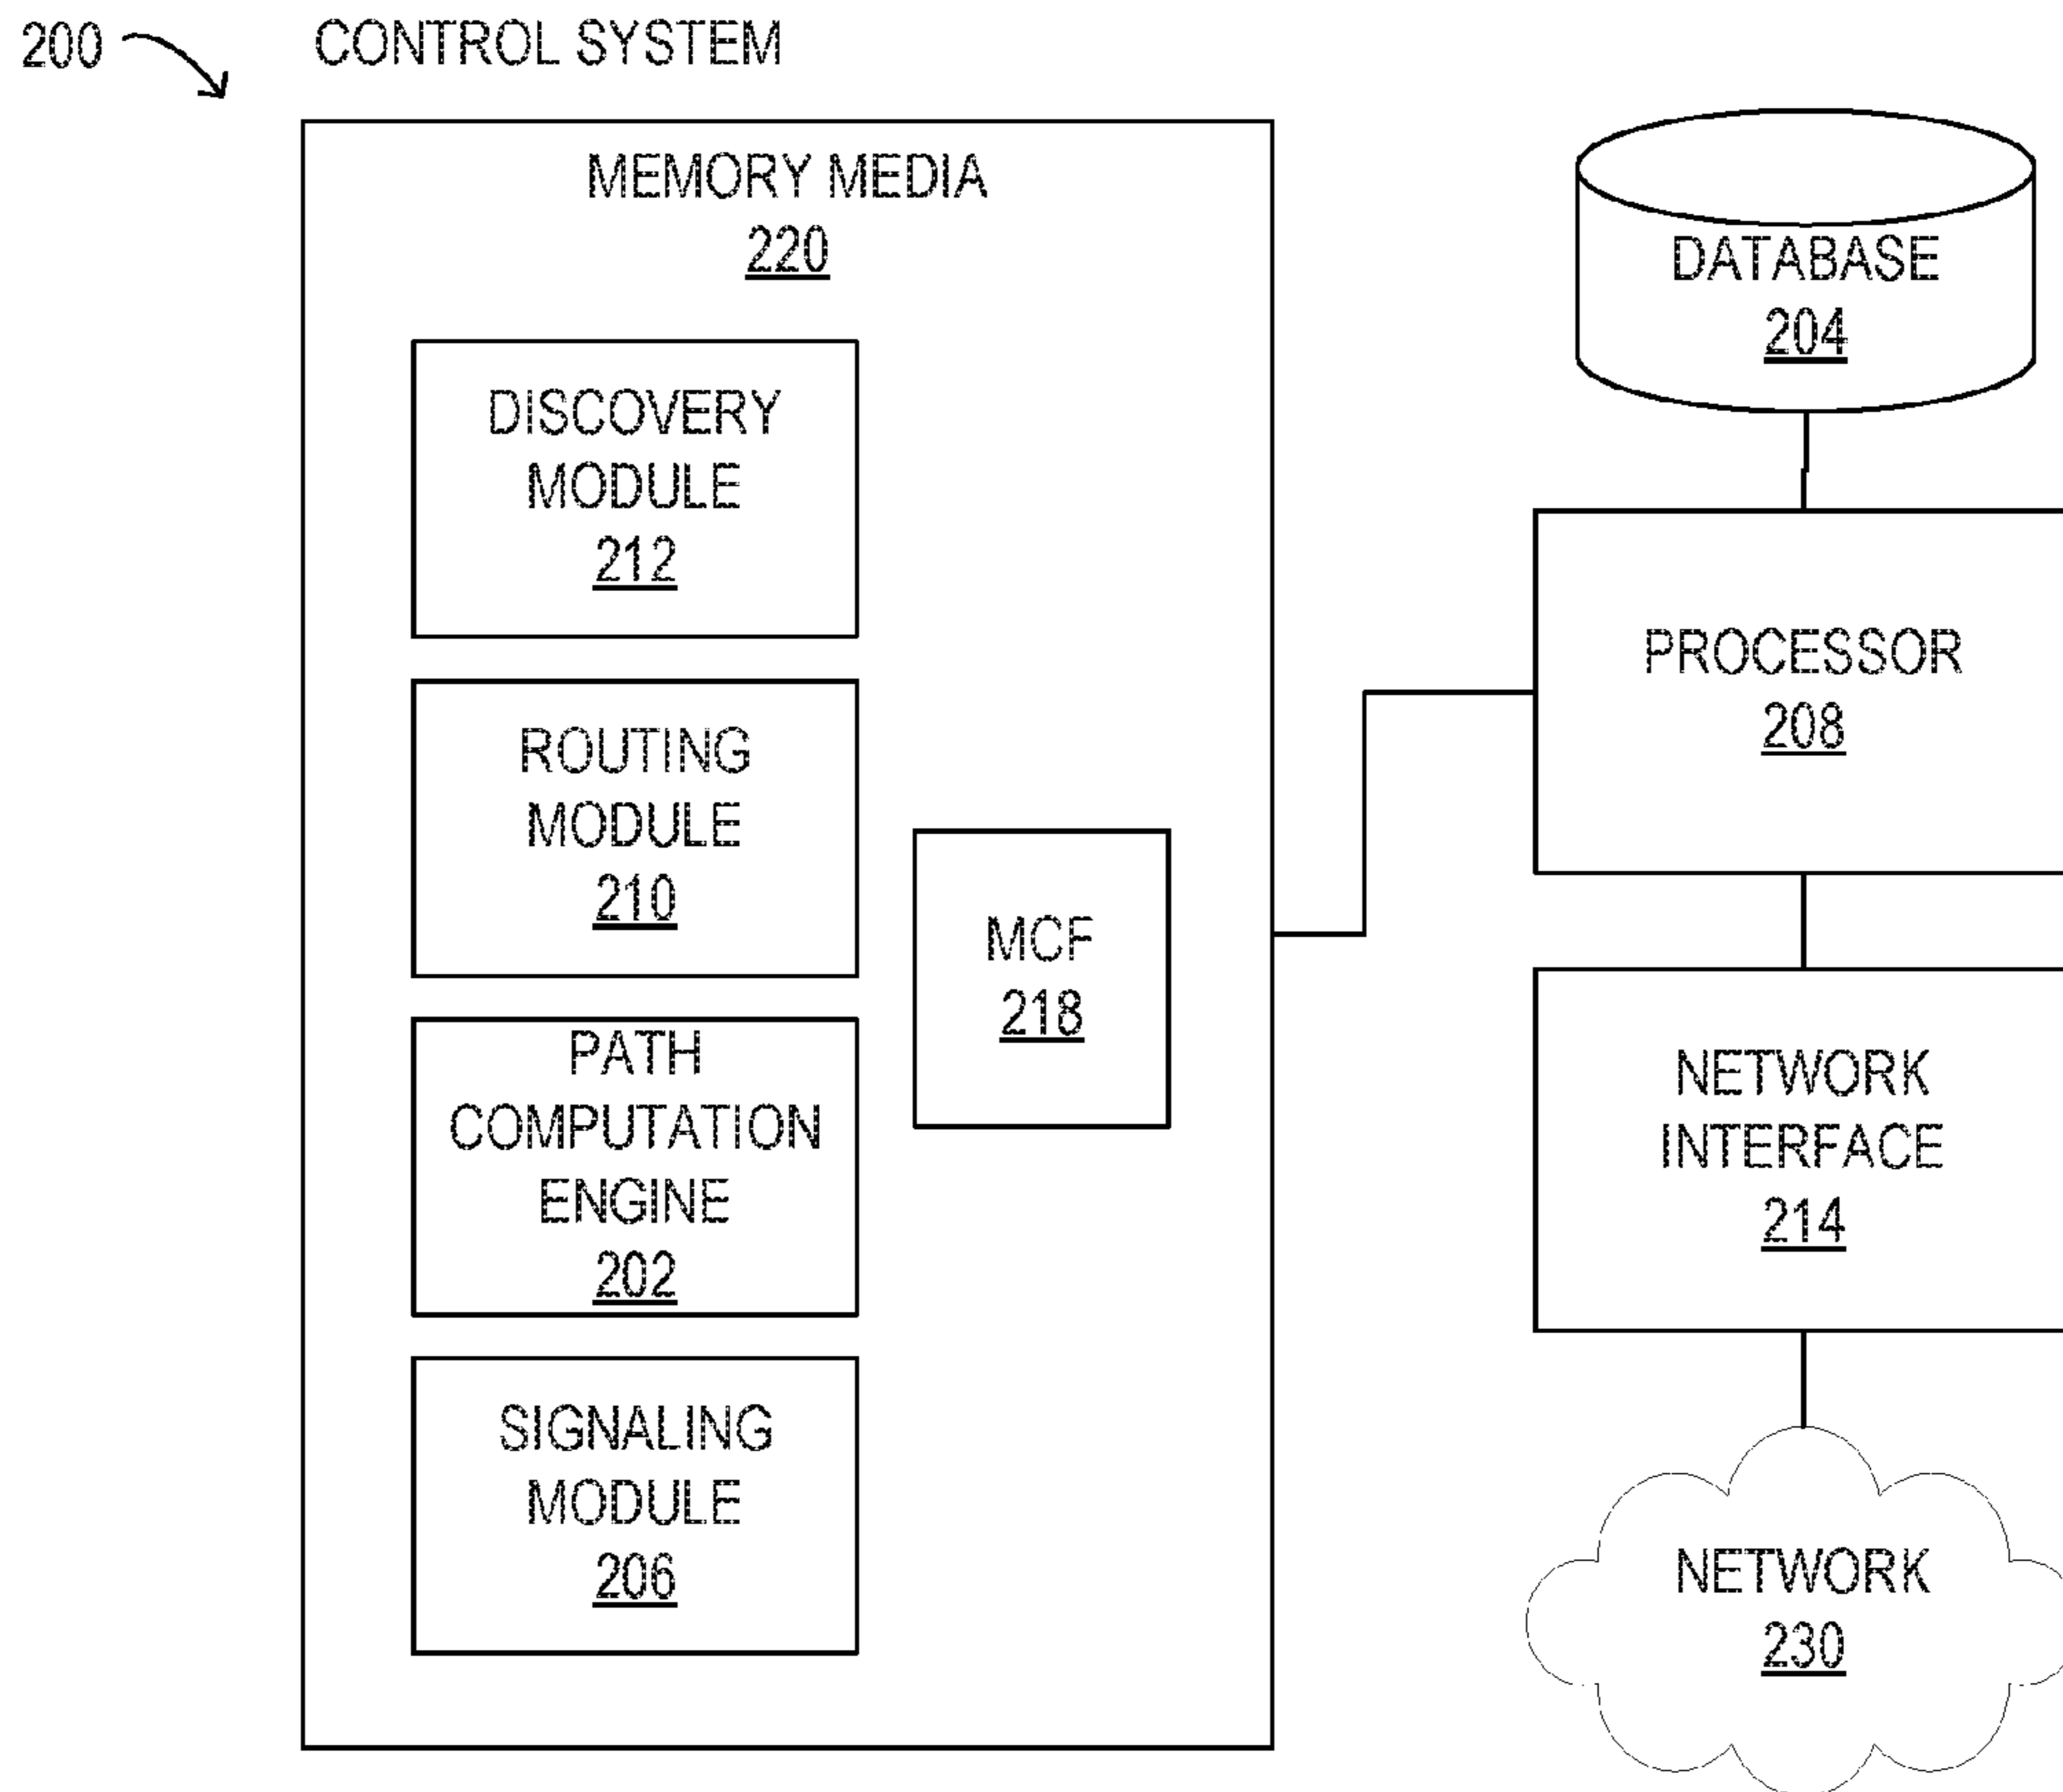 200
CONTROL SYSTEM
MEMORY MEDIA
220
DISCOVERY
MODULE
212
ROUTING
MODULE
210
PATH
COMPUTATION
ENGINE
202
SIGNALING
MODULE
206
MCF
218
DATABASE
204
PROCESSOR
208
NETWORK
INTERFACE
214
NETWORK
230